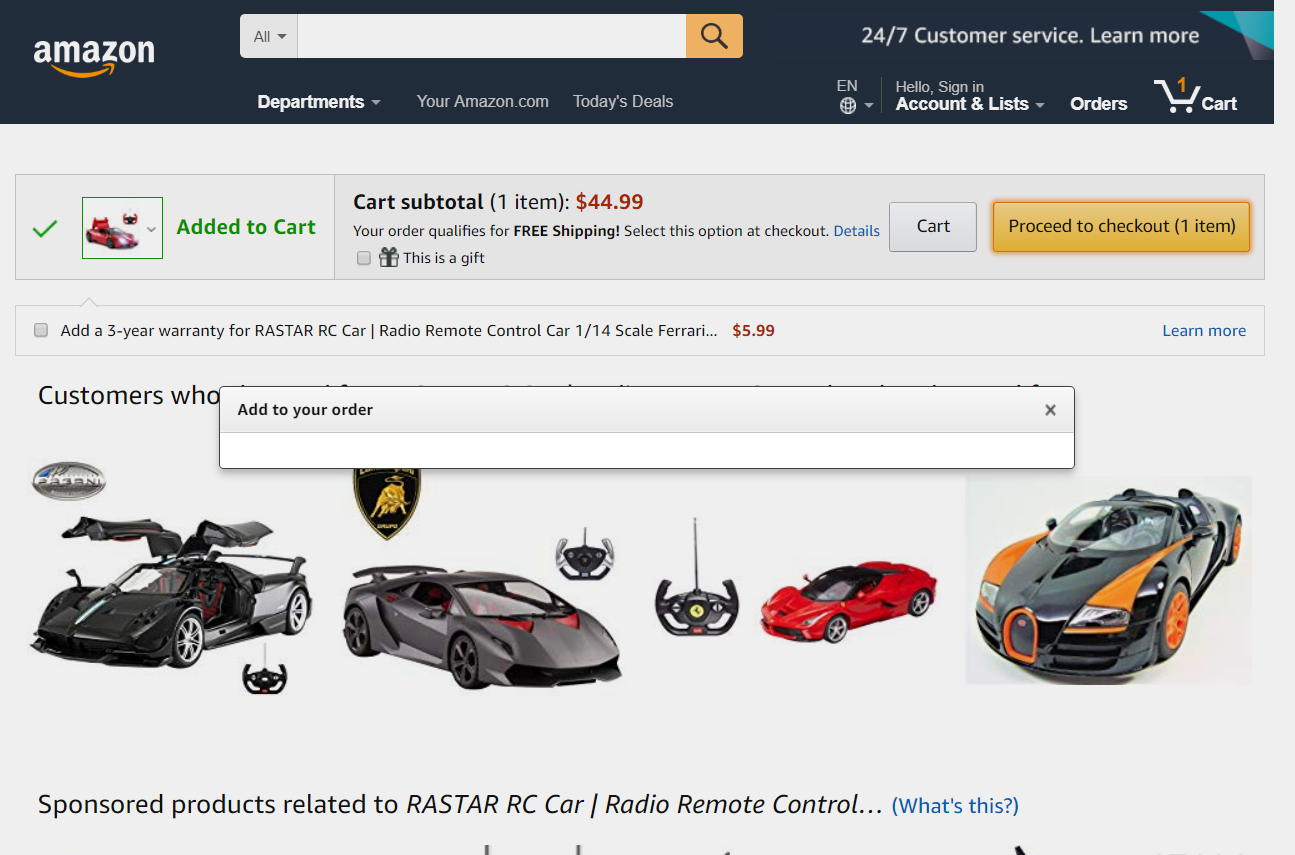 amazon
All
24/7 Customer service. Learn more
Departments
Your Amazon.com
Today's Deals
EN
Hello, Sign in
Account & Lists
Orders
1
Cart
Added to Cart
Cart subtotal (1 item): $44.99
Your order qualifies for FREE Shipping! Select this option at checkout. Details
This is a gift
Cart
Proceed to checkout (1 item)
Add a 3-year warranty for RASTAR RC Car | Radio Remote Control Car 1/14 Scale Ferrari... $5.99
Learn more
Customers who
Add to your order
PAGANI
GRUPO
Sponsored products related to RASTAR RC Car | Radio Remote Control… (What's this?)